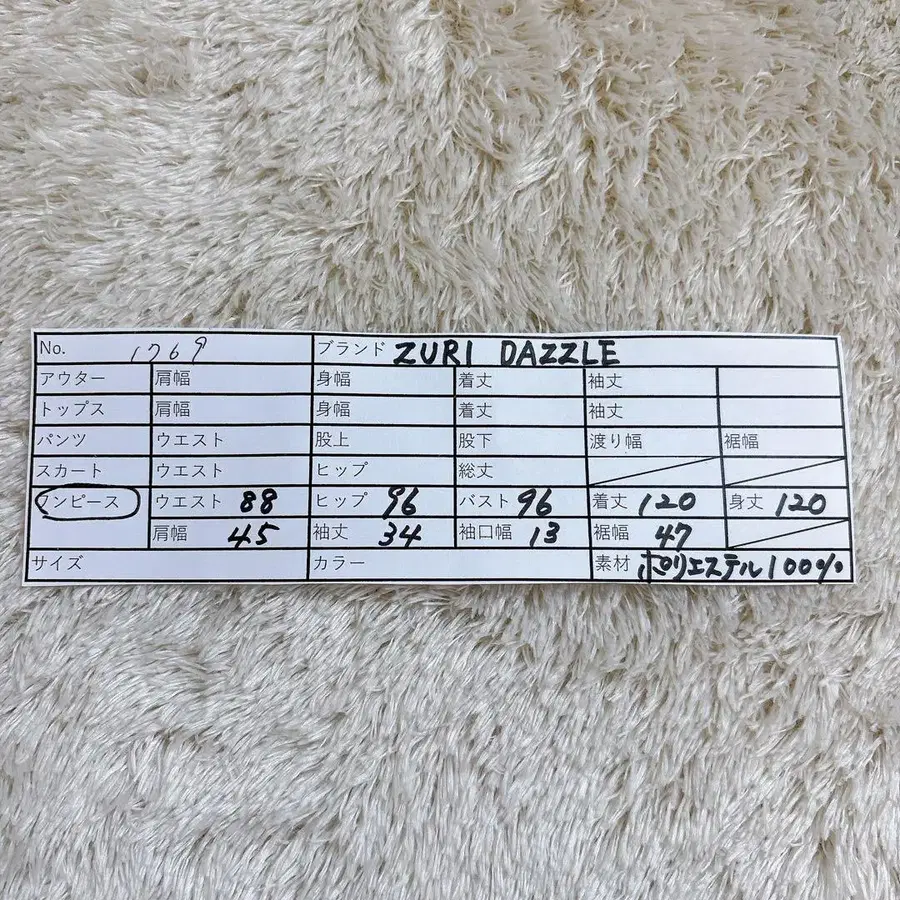 No. 1769 ブランド ZURI DAZZLE
アウター 肩幅 身幅 着丈 袖丈
トップス 肩幅 身幅 着丈 袖丈
パンツ ウエスト 股上 股下 渡り幅 裾幅
スカート ウエスト ヒップ 総丈
ワンピース ウエスト 88 ヒップ 96 バスト 96 着丈 120 身丈 120
肩幅 45 袖丈 34 袖口幅 13 裾幅 47
サイズ カラー 素材 ポリエステル100%